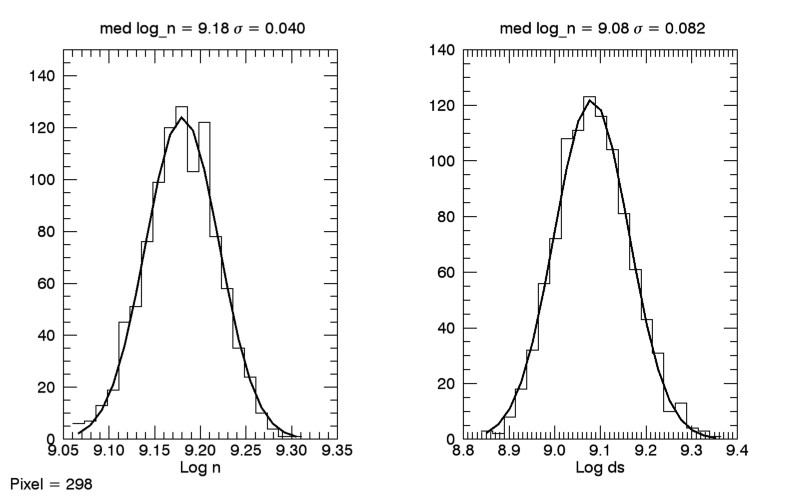 med log_n = 9.18 σ = 0.040
140
120
100
80
60
40
20
0
9.05 9.10 9.15 9.20 9.25 9.30 9.35
Log n
med log_n = 9.08 σ = 0.082
140
120
100
80
60
40
20
0
8.8 8.9 9.0 9.1 9.2 9.3 9.4
Log ds
Pixel = 298